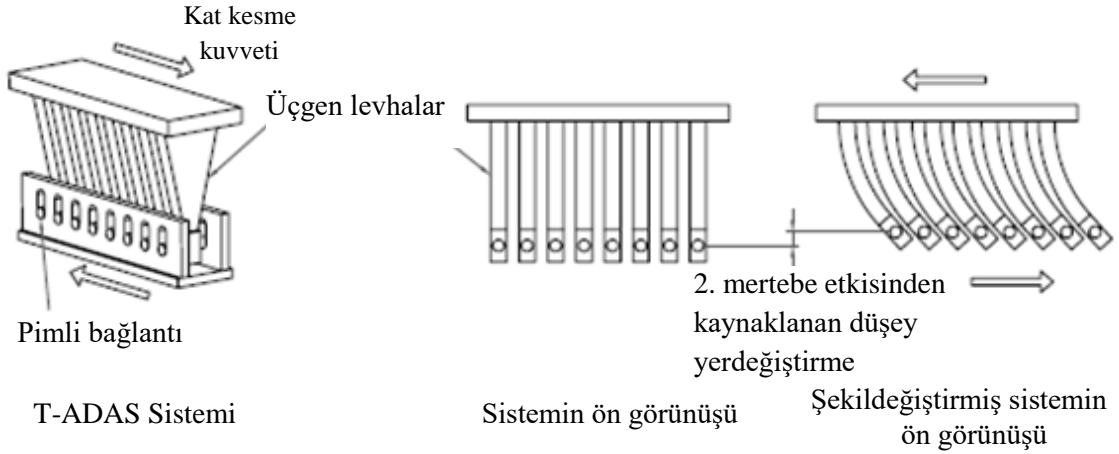 Kat kesme
kuvveti
Üçgen levhalar
Pimli bağlantı
T-ADAS Sistemi
Sistemin ön görünüşü
2. mertebe etkisinden
kaynaklanan düşey
yerdeğiştirme
Şekildeğiştirmiş sistemin
ön görünüşü